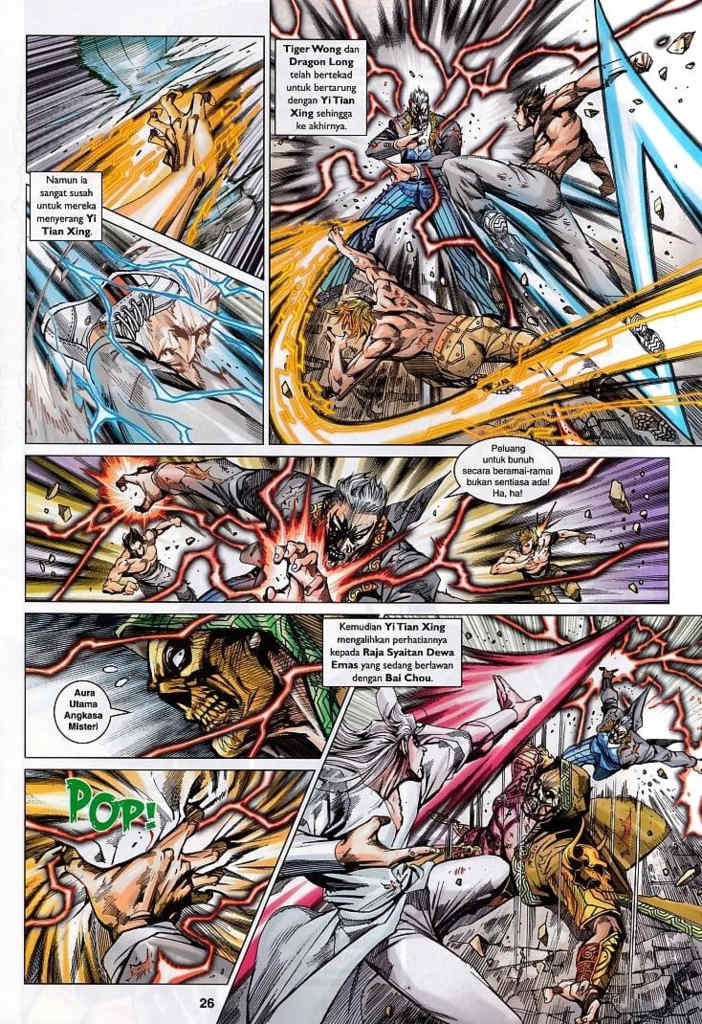 Tiger Wong dan
Dragon Long
telah bertekad
untuk bertarung
dengan Yi Tian
Xing sehingga
ke akhirnya.
Namun ia
sangat susah
untuk mereka
menyerang Yi
Tian Xing.
Peluang
untuk bunuh
secara beramai-ramai
bukan sentiasa ada!
Ha, ha!
Kemudian Yi Tian Xing
mengalihkan perhatiannya
kepada Raja Syaitan Dewa
Emas yang sedang berlawan
dengan Bai Chou.
Aura
Utama
Angkasa
Misteri!
POP!
26